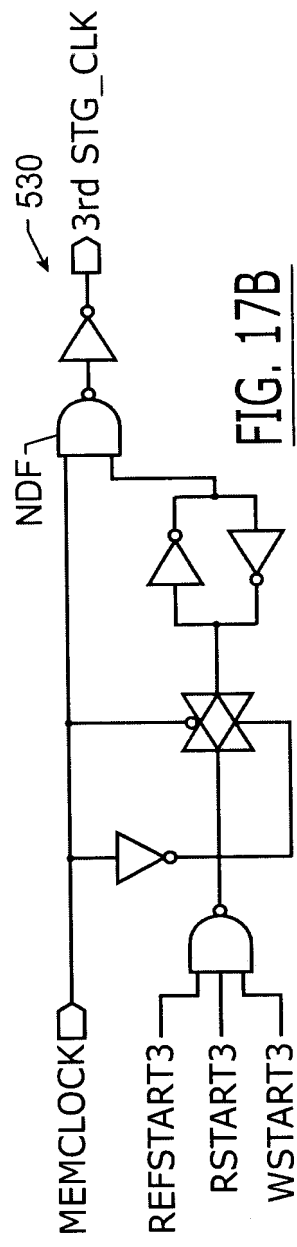 MEMCLOCK
REFSTART3
RSTART3
WSTART3
NDF
530
3rd STG_CLK
FIG. 17B